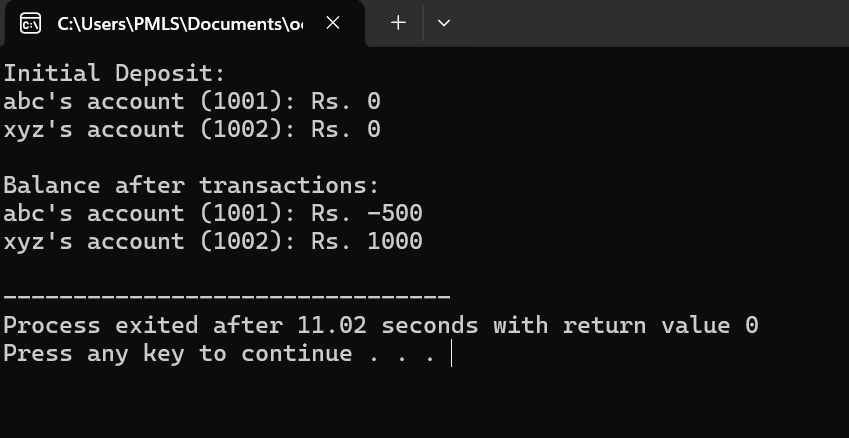 C:\Users\PMLS\Documents\o
Initial Deposit:
abc's account (1001): Rs. 0
xyz's account (1002): Rs. 0
Balance after transactions:
abc's account (1001): Rs. -500
xyz's account (1002): Rs. 1000
--------------------------------
Process exited after 11.02 seconds with return value 0
Press any key to continue . . .